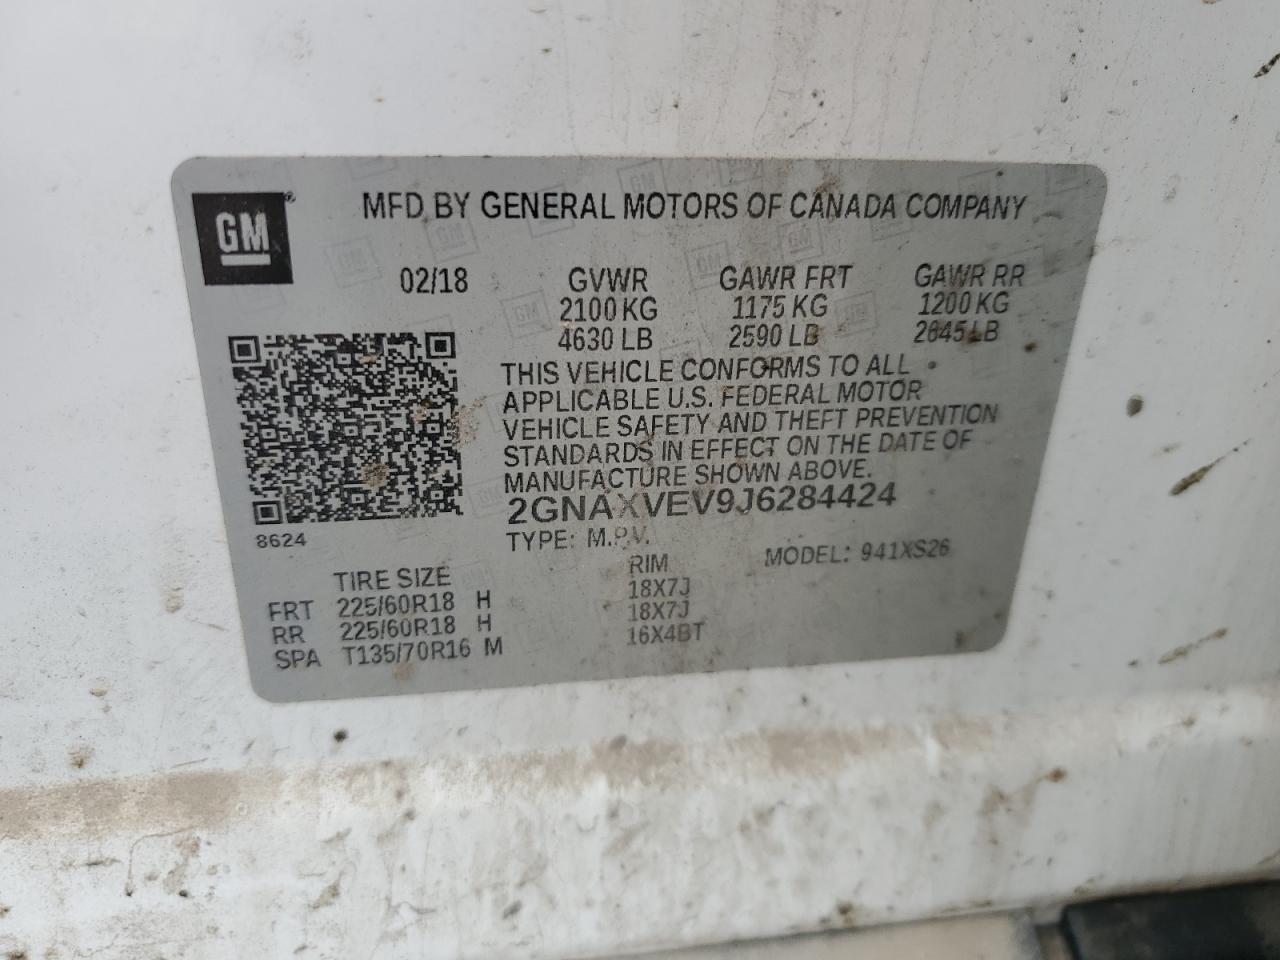 GM
MFD BY GENERAL MOTORS OF CANADA COMPANY
02/18 GVWR GAWR FRT GAWR RR
2100 KG 1175 KG 1200 KG
4630 LB 2590 LB 2645 LB
THIS VEHICLE CONFORMS TO ALL
APPLICABLE U.S. FEDERAL MOTOR
VEHICLE SAFETY AND THEFT PREVENTION
STANDARDS IN EFFECT ON THE DATE OF
MANUFACTURE SHOWN ABOVE.
2GNAXVEV9J6284424
8624
TYPE: M.P.V. MODEL: 941XS26
TIRE SIZE RIM
FRT 225/60R18 H 18X7J
RR 225/60R18 H 18X7J
SPA T135/70R16 M 16X4BT